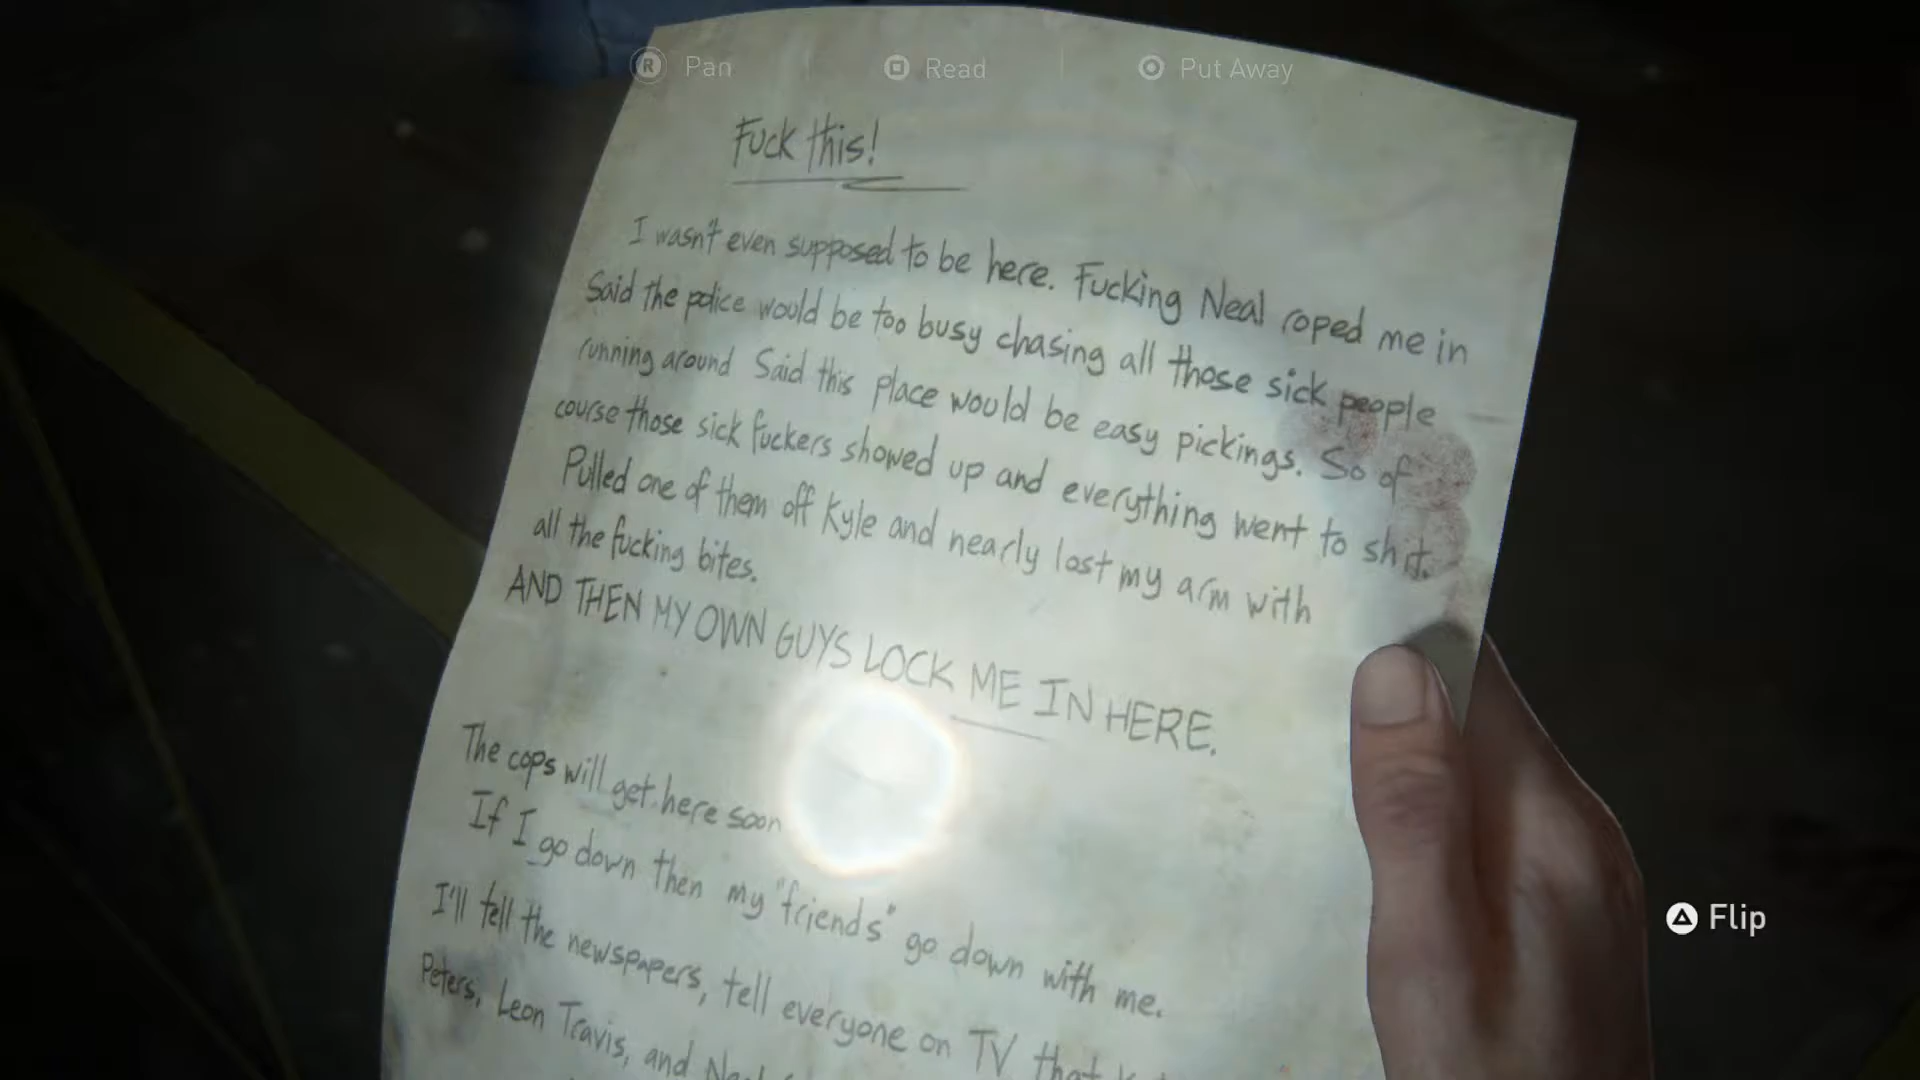 Pan
Read
Put Away
Fuck this!
I wasn't even supposed to be here. Fucking Neal roped me in
Said the police would be too busy chasing all those sick people
running around Said this place would be easy pickings. So of
course those sick fuckers showed up and everything went to shit.
Pulled one of them off Kyle and nearly lost my arm with
all the fucking bites.
AND THEN MY OWN GUYS LOCK ME IN HERE.
The cops will get here soon
If I go down then my "friends" go down with me.
I'll tell the newspapers, tell everyone on TV that
Peters, Leon Travis, and
Flip